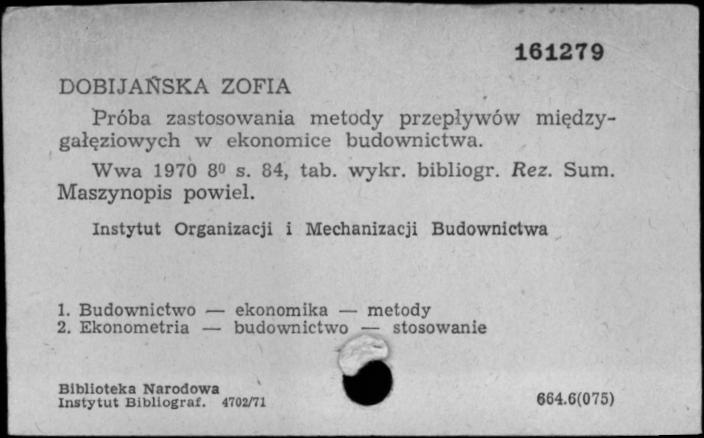 161279
DOBIJAŃSKA ZOFIA
Próba zastosowania metody przepływów między-
gałęziowych w ekonomice budownictwa.
Wwa 1970 8⁰ s. 84, tab. wykr. bibliogr. Rez. Sum.
Maszynopis powiel.
Instytut Organizacji i Mechanizacji Budownictwa
1. Budownictwo — ekonomika — metody
2. Ekonometria — budownictwo — stosowanie
Biblioteka Narodowa
Instytut Bibliograf. 4702/71
664.6(075)